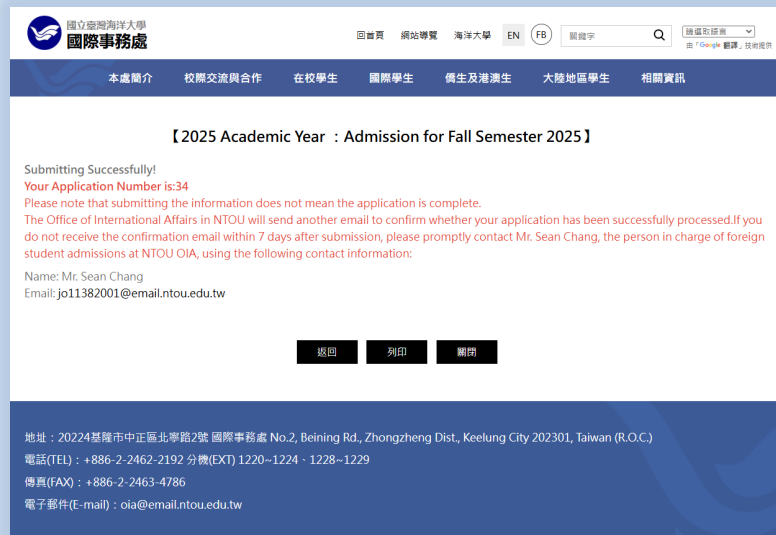 國立臺灣海洋大學
國際事務處
回首頁 網站導覽 海洋大學 EN FB 關鍵字 請選取語言
由「Google 翻譯」技術提供
本處簡介 校際交流與合作 在校學生 國際學生 僑生及港澳生 大陸地區學生 相關資訊
【2025 Academic Year ：Admission for Fall Semester 2025】
Submitting Successfully!
Your Application Number is:34
Please note that submitting the information does not mean the application is complete.
The Office of International Affairs in NTOU will send another email to confirm whether your application has been successfully processed.If you
do not receive the confirmation email within 7 days after submission, please promptly contact Mr. Sean Chang, the person in charge of foreign
student admissions at NTOU OIA, using the following contact information:
Name: Mr. Sean Chang
Email: jo11382001@email.ntou.edu.tw
返回 列印 關閉
地址：20224基隆市中正區北寧路2號 國際事務處 No.2, Beining Rd., Zhongzheng Dist., Keelung City 202301, Taiwan (R.O.C.)
電話(TEL)：+886-2-2462-2192 分機(EXT) 1220~1224、1228~1229
傳真(FAX)：+886-2-2463-4786
電子郵件(E-mail)：oia@email.ntou.edu.tw